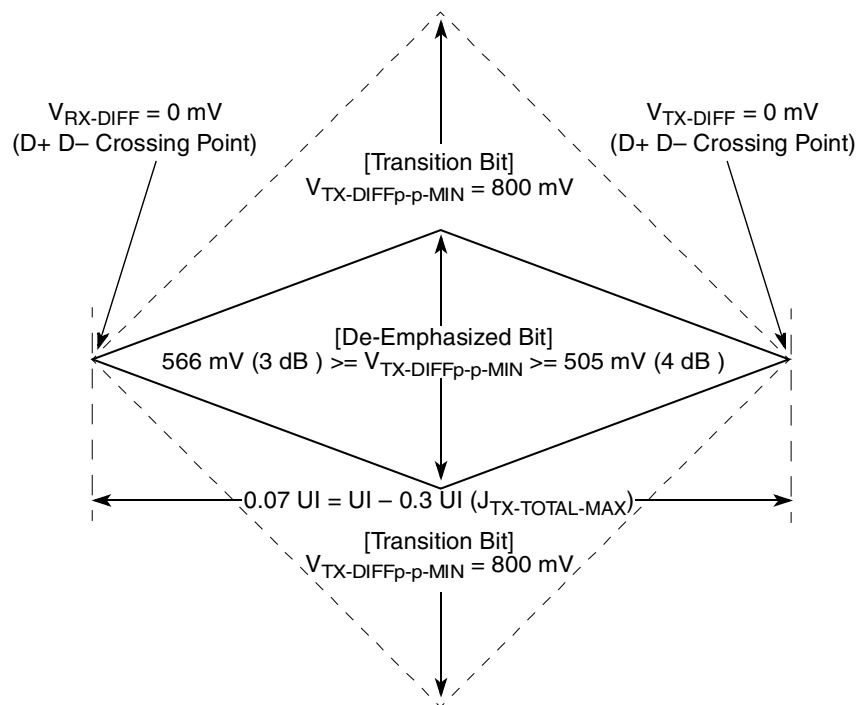 V_RX-DIFF = 0 mV
(D+ D– Crossing Point)
V_TX-DIFF = 0 mV
(D+ D– Crossing Point)
[Transition Bit]
V_TX-DIFFp-p-MIN = 800 mV
[De-Emphasized Bit]
566 mV (3 dB ) >= V_TX-DIFFp-p-MIN >= 505 mV (4 dB )
0.07 UI = UI – 0.3 UI (J_TX-TOTAL-MAX)
[Transition Bit]
V_TX-DIFFp-p-MIN = 800 mV